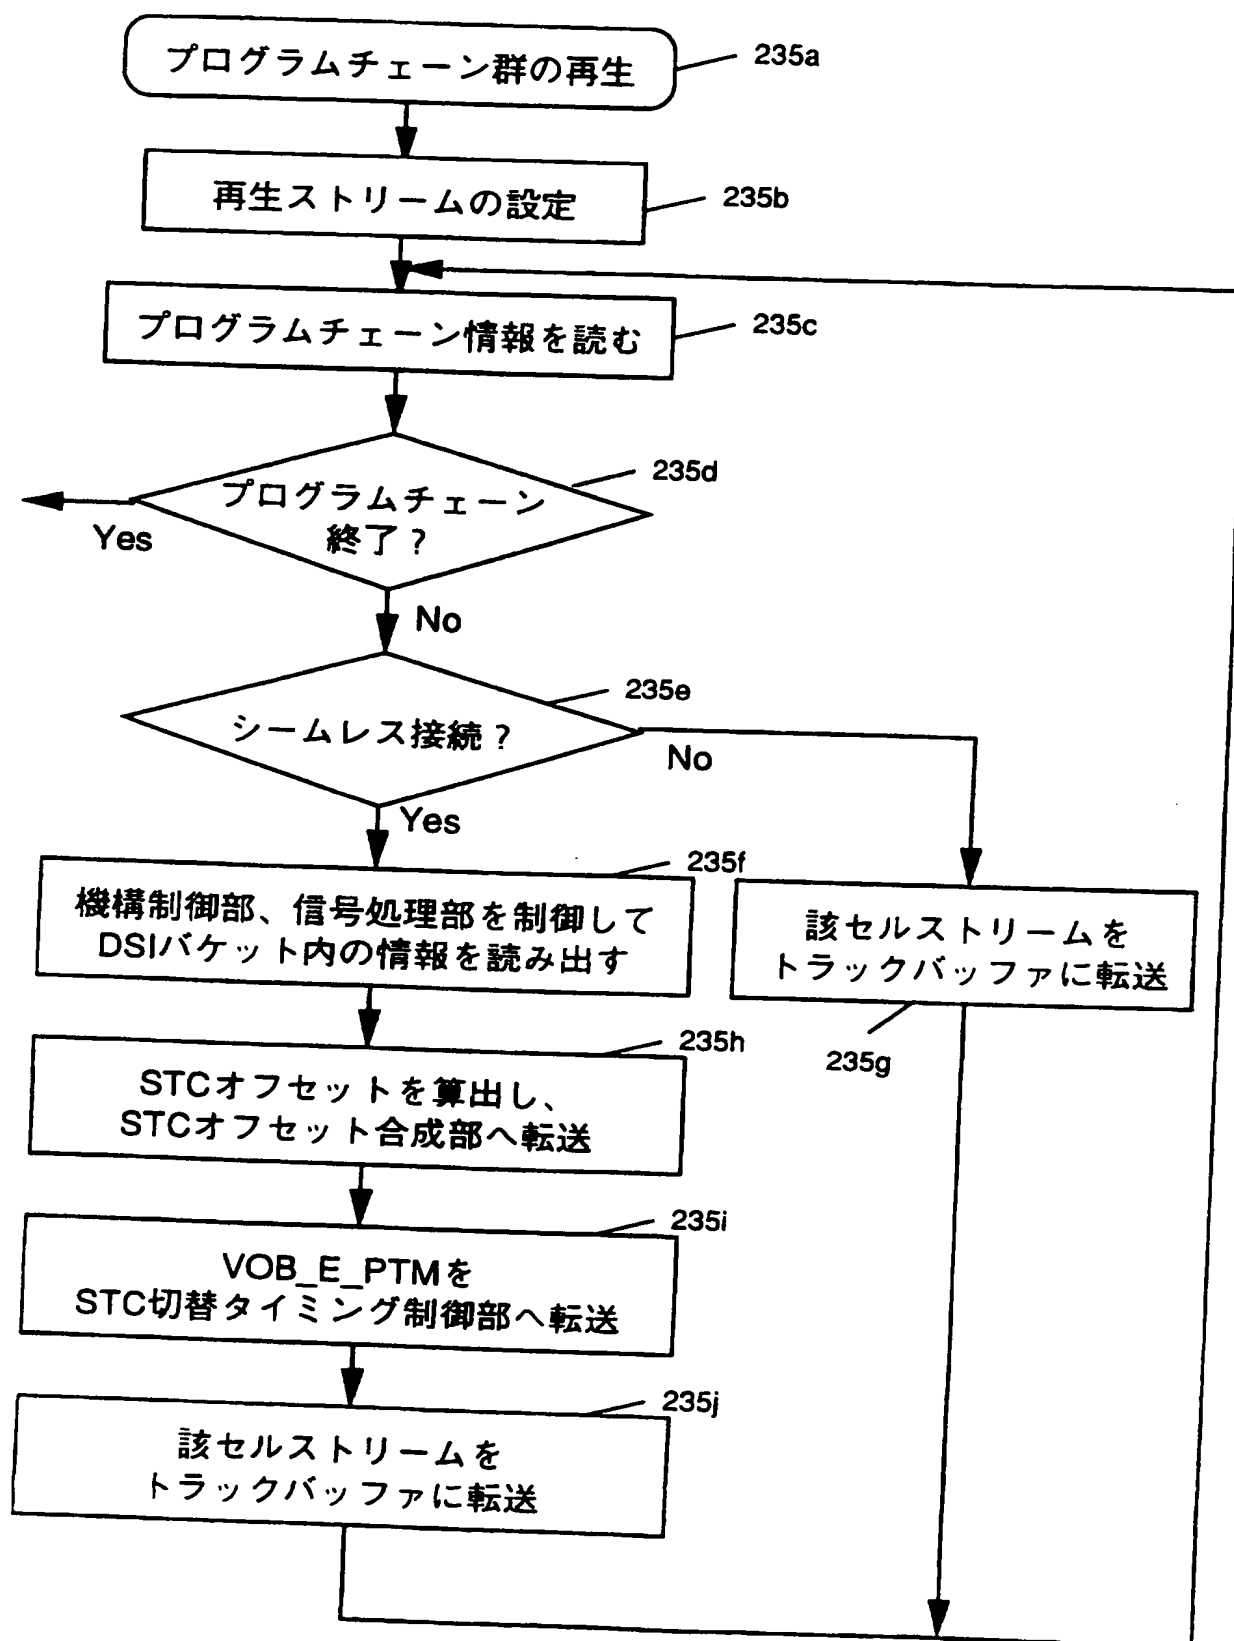 プログラムチェーン群の再生
235a
再生ストリームの設定
235b
プログラムチェーン情報を読む
235c
プログラムチェーン
終了?
235d
Yes
No
シームレス接続?
235e
No
Yes
235f
機構制御部、信号処理部を制御して
DSIバケット内の情報を読み出す
該セルストリームを
トラックバッファに転送
235g
235h
STCオフセットを算出し、
STCオフセット合成部へ転送
235i
VOB_E_PTMを
STC切替タイミング制御部へ転送
235j
該セルストリームを
トラックバッファに転送